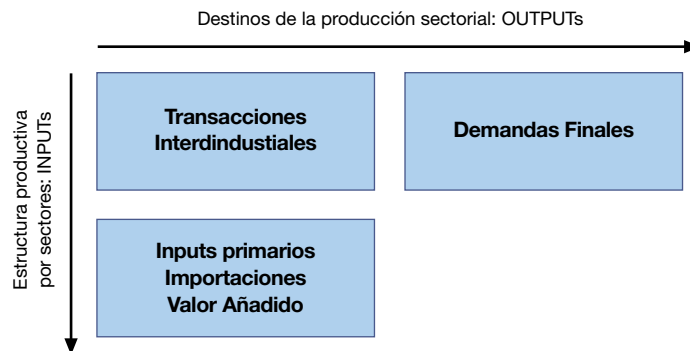 Destinos de la producción sectorial: OUTPUTs
Estructura productiva
por sectores: INPUTs
Transacciones
Interdindustiales
Demandas Finales
Inputs primarios
Importaciones
Valor Añadido